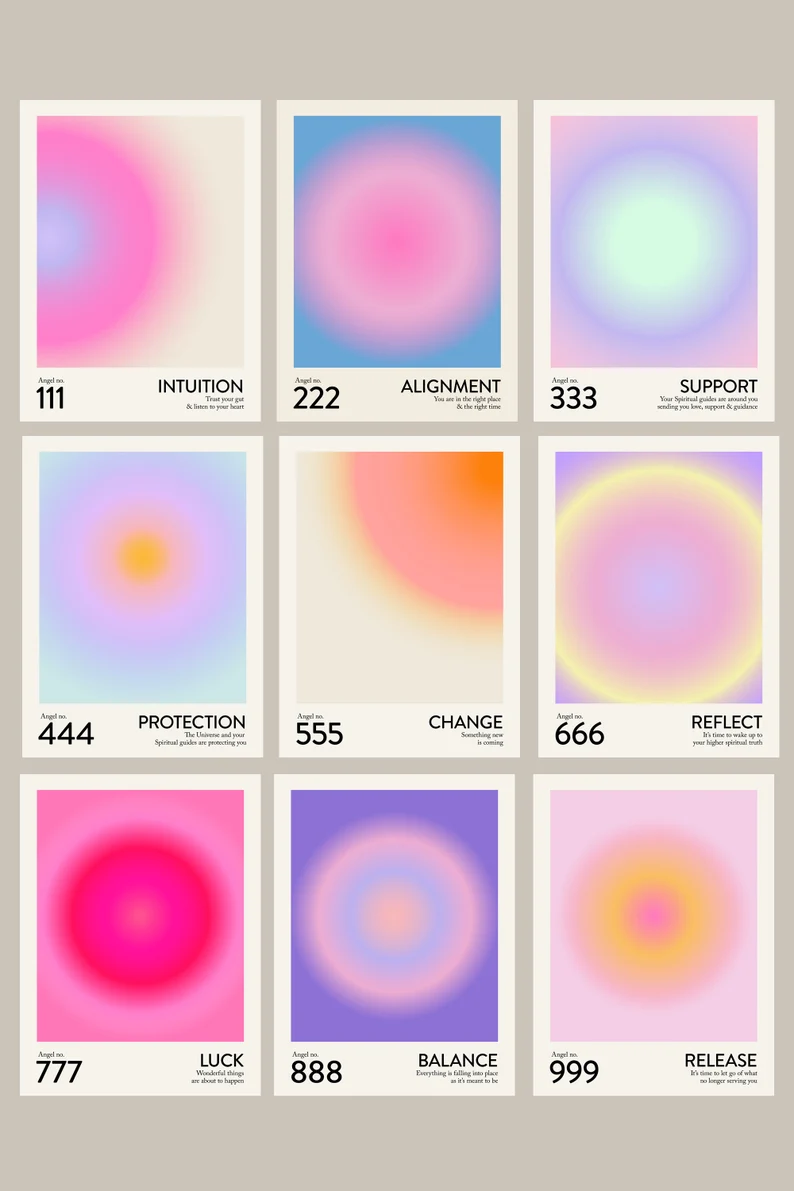 Angel no.
111
INTUITION
Trust your gut
& listen to your heart
Angel no.
222
ALIGNMENT
You are in the right place
& the right time
Angel no.
333
SUPPORT
Your Spiritual guides are around you
sending you love, support & guidance
Angel no.
444
PROTECTION
The Universe and your
Spiritual guides are protecting you
Angel no.
555
CHANGE
Something new
is coming
Angel no.
666
REFLECT
It's time to wake up to
your higher spiritual truth
Angel no.
777
LUCK
Wonderful things
are about to happen
Angel no.
888
BALANCE
Everything is falling into place
as it's meant to be
Angel no.
999
RELEASE
It's time to let go of what
no longer serving you